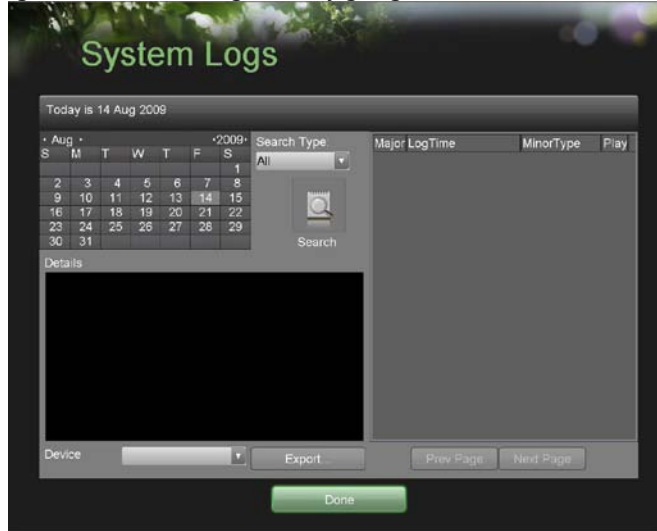 System Logs
Today is 14 Aug 2009
Aug 2009
S M T W T F S
1
2 3 4 5 6 7 8
9 10 11 12 13 14 15
16 17 18 19 20 21 22
23 24 25 26 27 28 29
30 31
Search Type:
All
Search
Details
Device
Export...
Major LogTime MinorType Play
Prev Page Next Page
Done